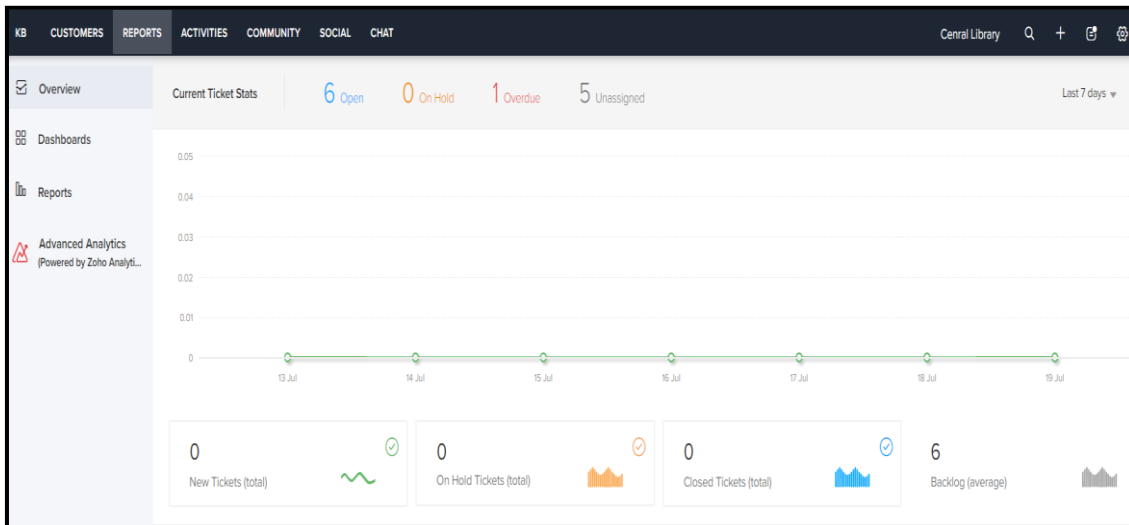 KB CUSTOMERS REPORTS ACTIVITIES COMMUNITY SOCIAL CHAT Cenral Library
Overview
Dashboards
Reports
Advanced Analytics
(Powered by Zoho Analyti...
Current Ticket Stats 6 Open 0 On Hold 1 Overdue 5 Unassigned Last 7 days
0.05
0.04
0.03
0.02
0.01
0
13 Jul 14 Jul 15 Jul 16 Jul 17 Jul 18 Jul 19 Jul
0
New Tickets (total)
0
On Hold Tickets (total)
0
Closed Tickets (total)
6
Backlog (average)